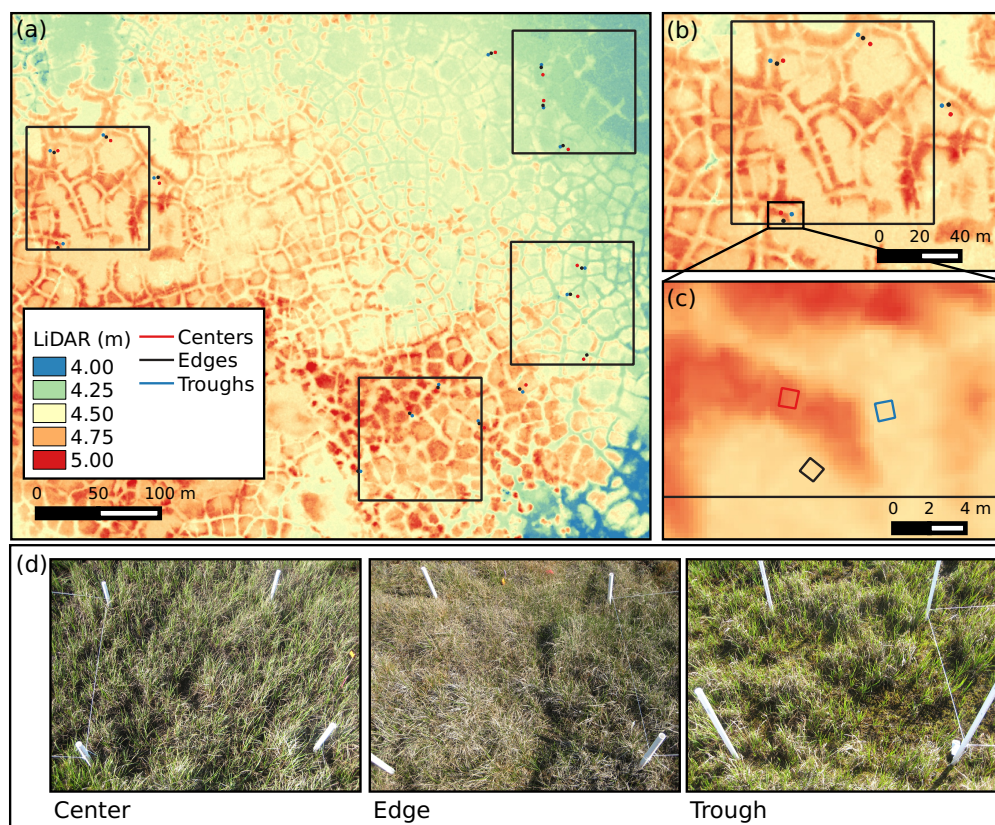 (a)
LiDAR (m)
4.00
4.25
4.50
4.75
5.00
Centers
Edges
Troughs
0 50 100 m
(b)
0 20 40 m
(c)
0 2 4 m
(d)
Center
Edge
Trough